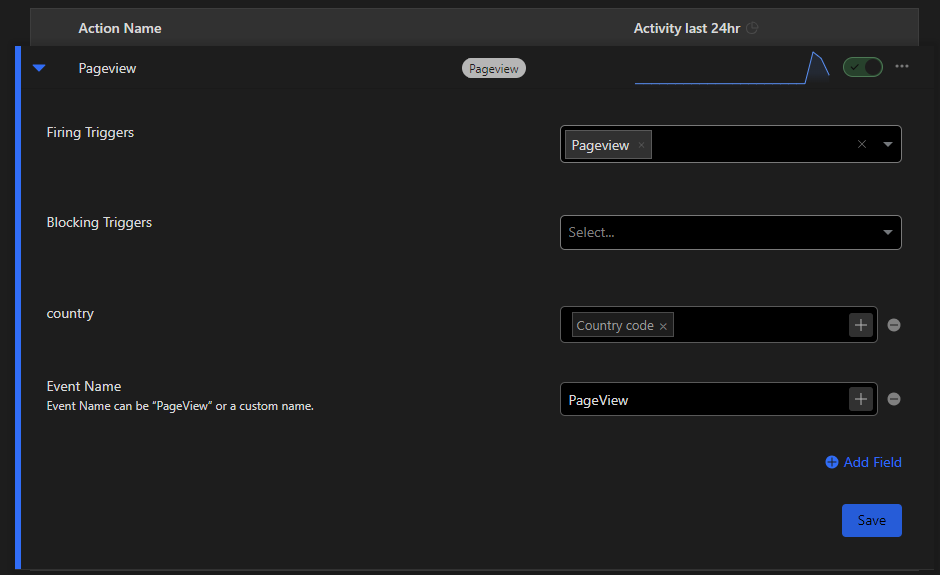 Action Name Activity last 24hr
Pageview Pageview
Firing Triggers
Pageview ×
Blocking Triggers
Select...
country
Country code ×
Event Name
Event Name can be “PageView” or a custom name.
PageView
Add Field
Save